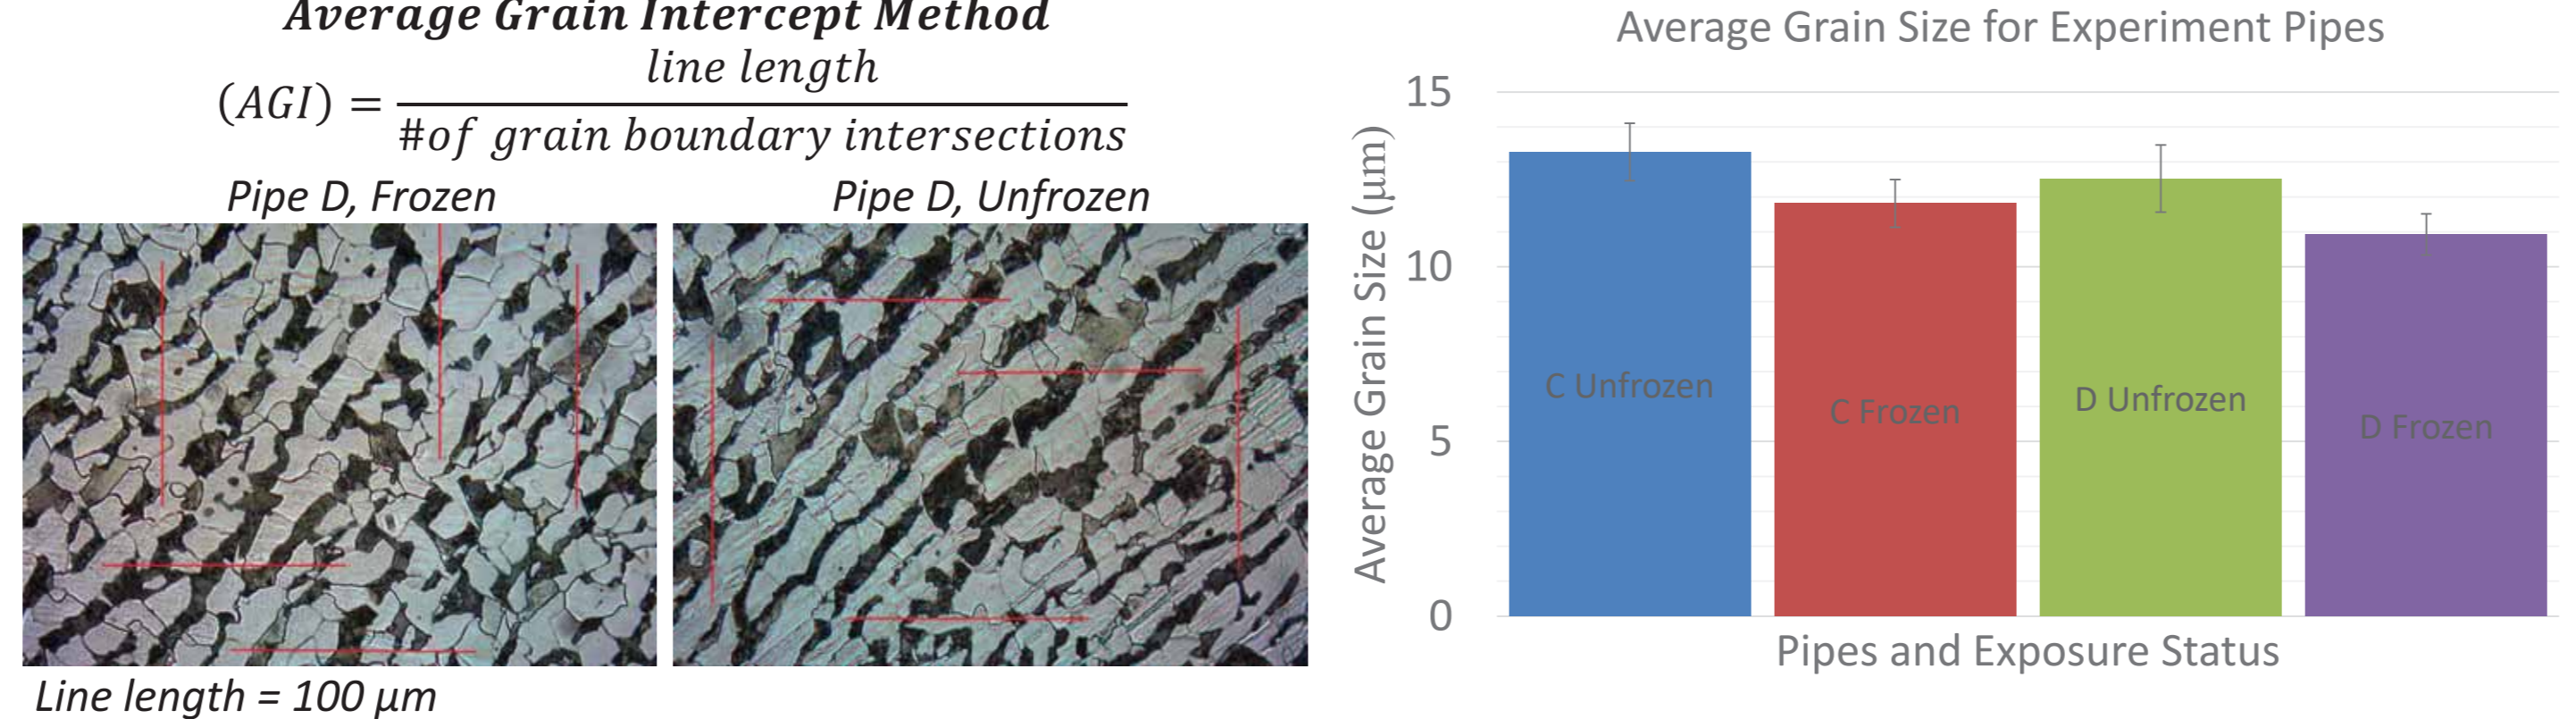 Average Grain Intercept Method
(AGI) = line length / #of grain boundary intersections
Pipe D, Frozen
Pipe D, Unfrozen
Line length = 100 μm
Average Grain Size for Experiment Pipes
Average Grain Size (μm)
15
10
5
0
C Unfrozen
C Frozen
D Unfrozen
D Frozen
Pipes and Exposure Status